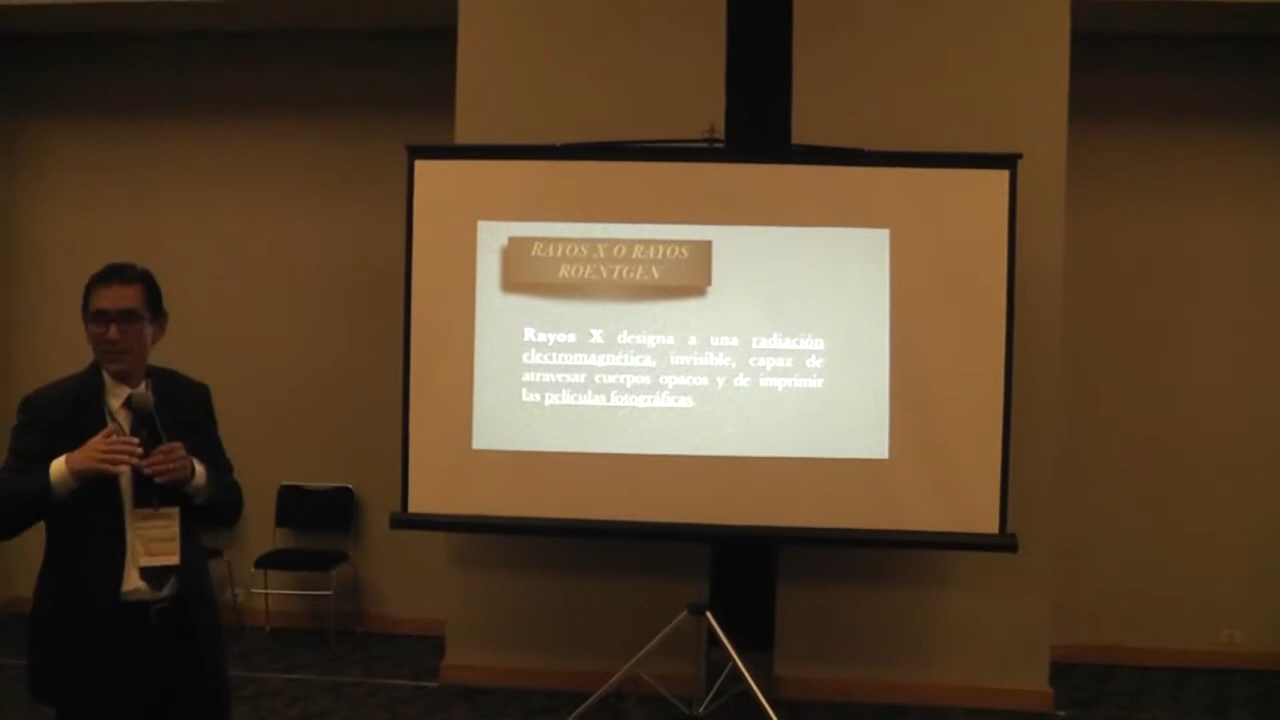 RAYOS X O RAYOS
ROENTGEN
Rayos X designa a una radiación
electromagnética, invisible, capaz de
atravesar cuerpos opacos y de imprimir
las películas fotográficas.